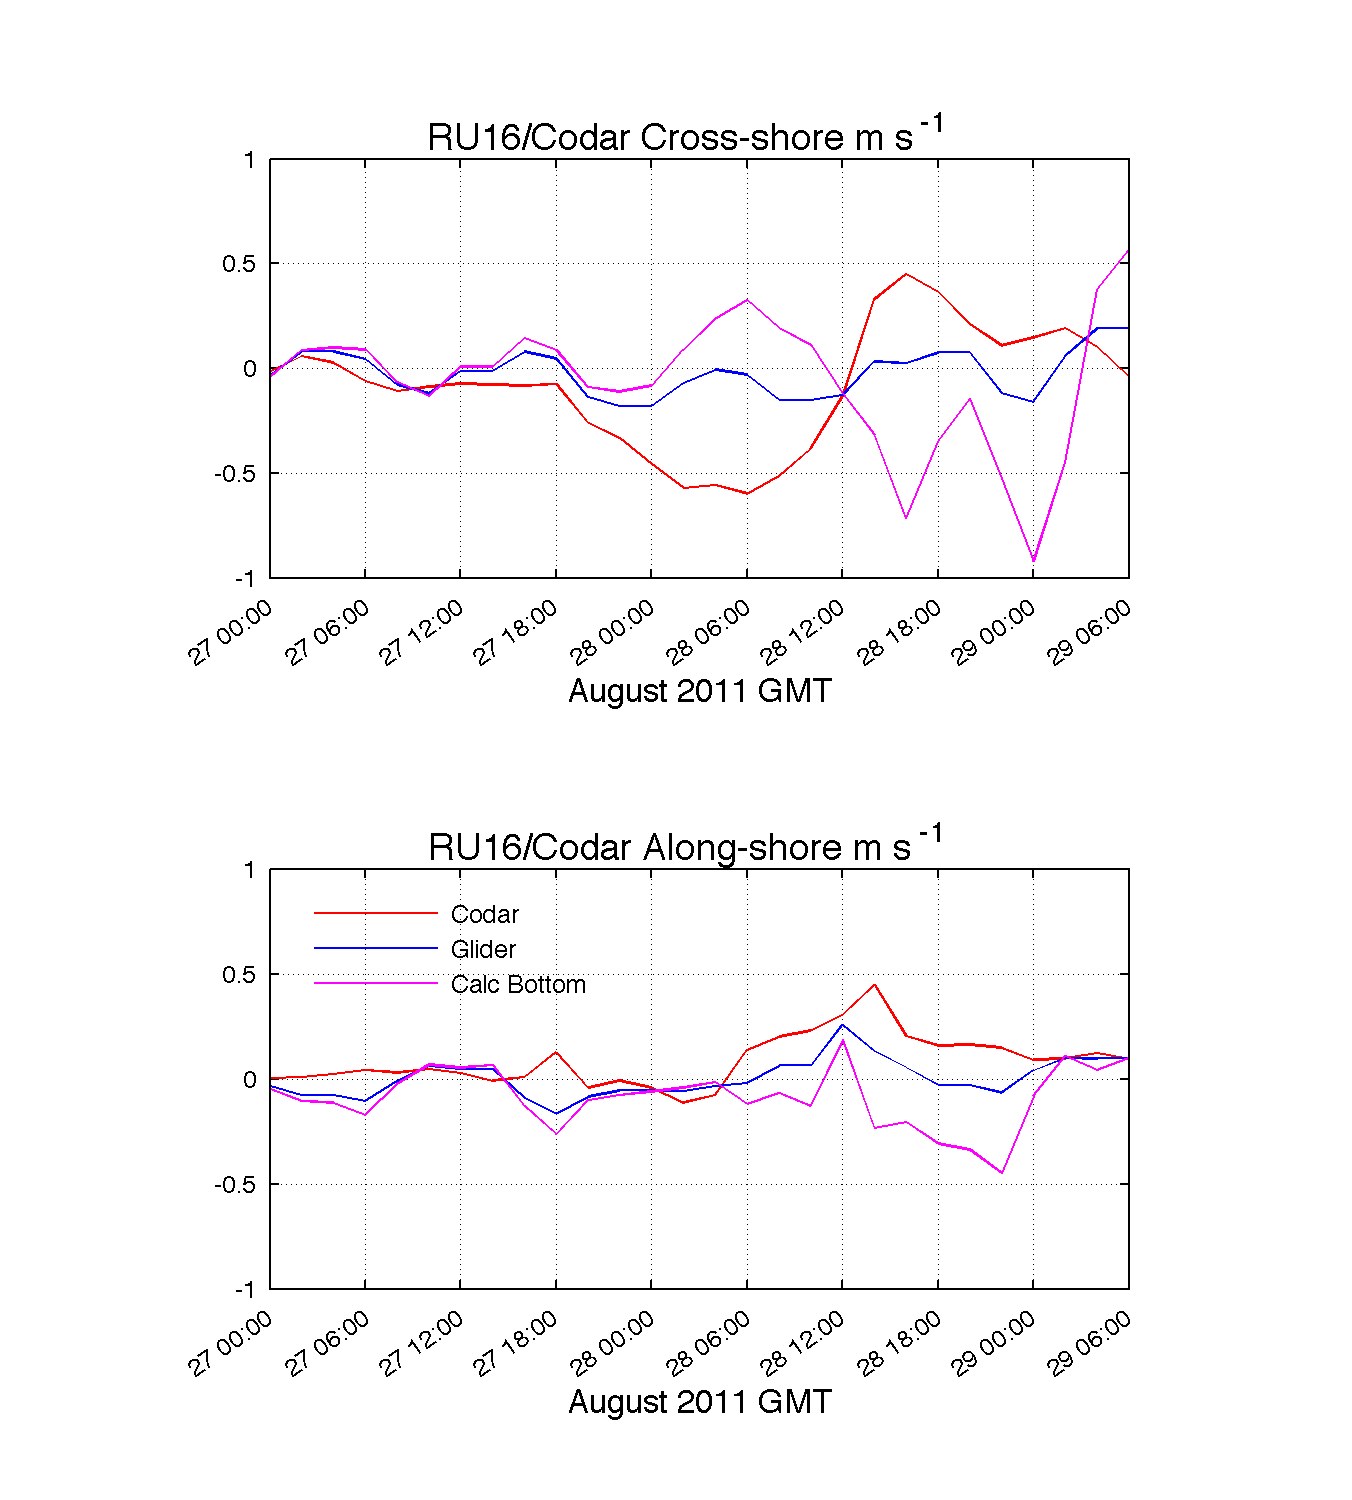 RU16/Codar Cross-shore m s -1
1
0.5
0
-0.5
-1
27 00:00 27 06:00 27 12:00 27 18:00 28 00:00 28 06:00 28 12:00 28 18:00 29 00:00 29 06:00
August 2011 GMT
RU16/Codar Along-shore m s -1
1
Codar
Glider
0.5
Calc Bottom
0
-0.5
-1
27 00:00 27 06:00 27 12:00 27 18:00 28 00:00 28 06:00 28 12:00 28 18:00 29 00:00 29 06:00
August 2011 GMT